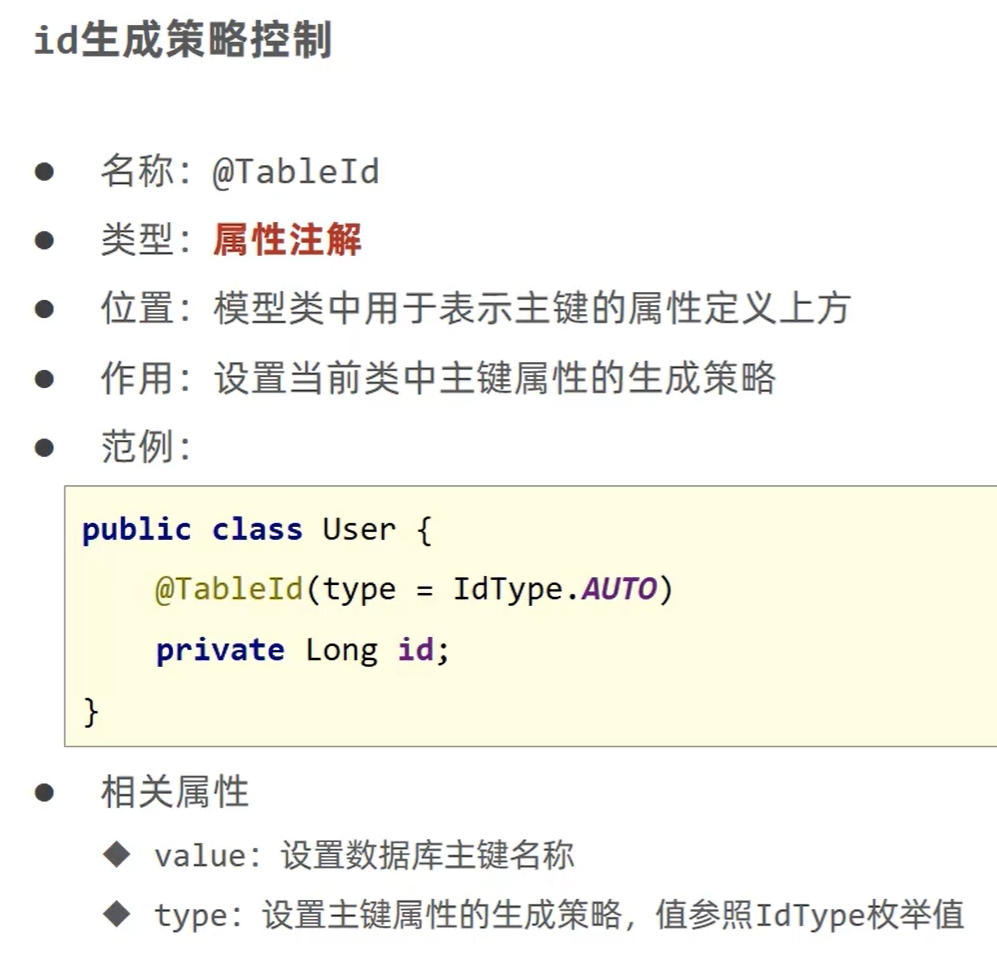 id生成策略控制
● 名称：@TableId
● 类型：属性注解
● 位置：模型类中用于表示主键的属性定义上方
● 作用：设置当前类中主键属性的生成策略
● 范例：
public class User {
    @TableId(type = IdType.AUTO)
    private Long id;
}
● 相关属性
◆ value：设置数据库主键名称
◆ type：设置主键属性的生成策略，值参照IdType枚举值